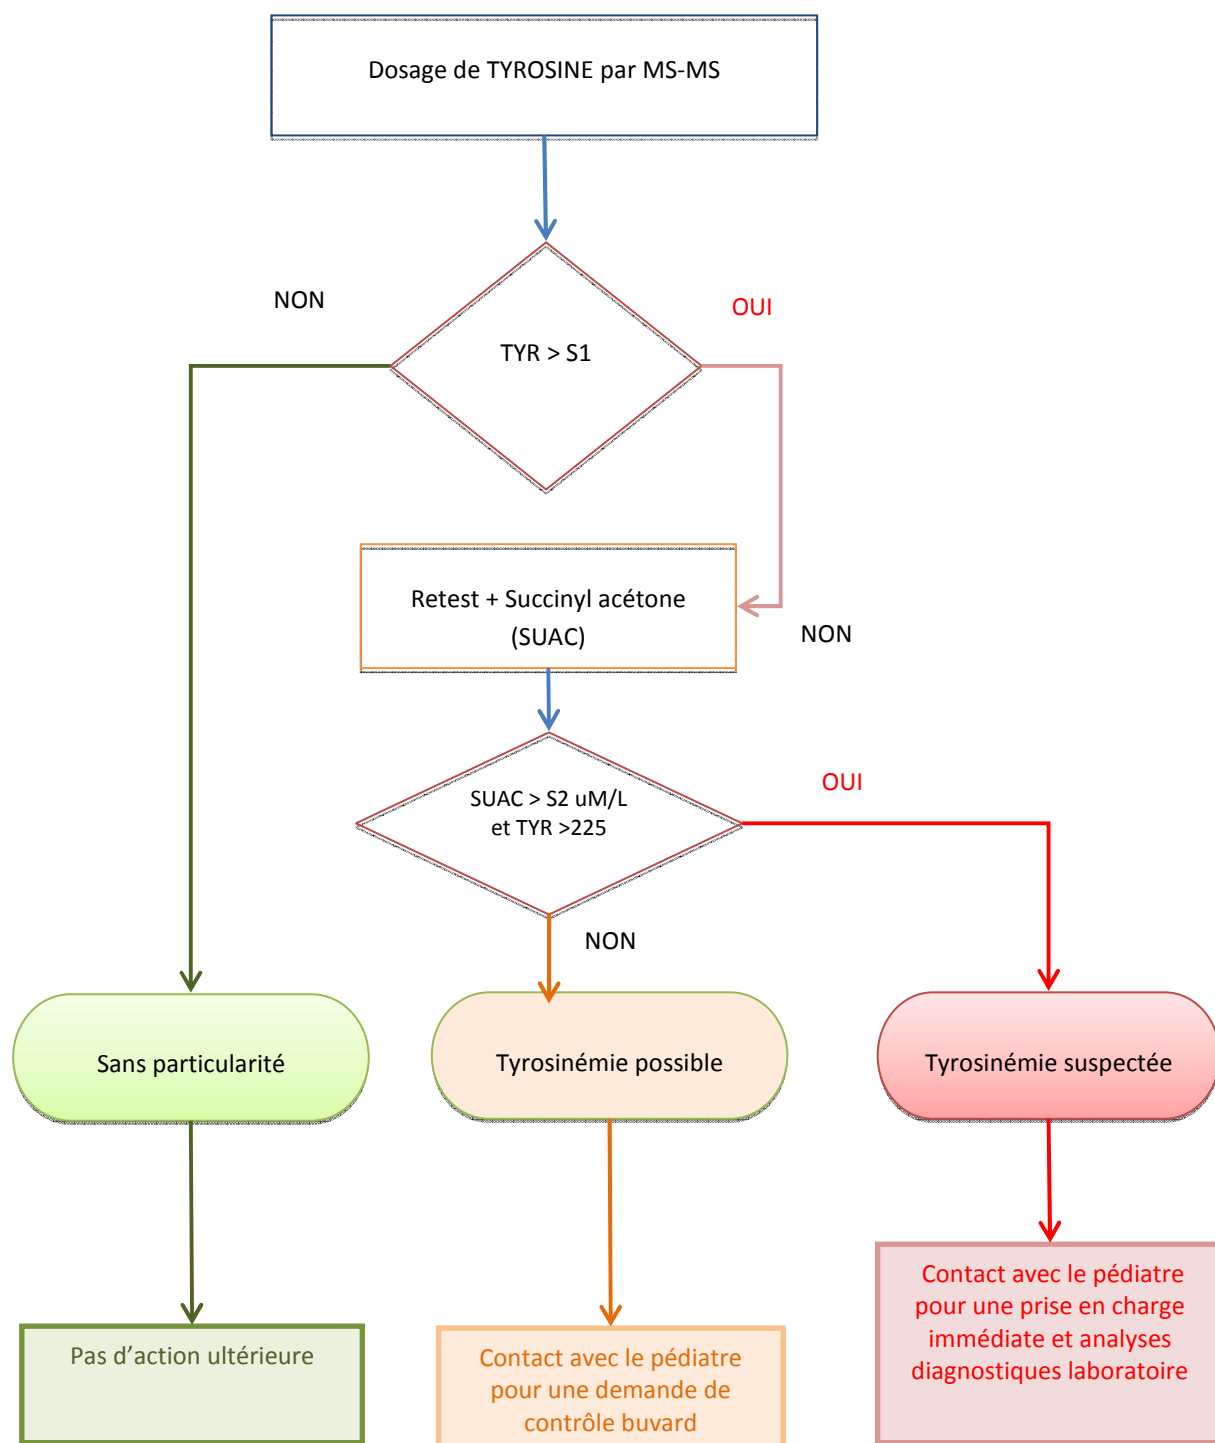 Dosage de TYROSINE par MS-MS
NON
OUI
TYR > S1
Retest + Succinyl acétone
(SUAC)
NON
SUAC > S2 uM/L
et TYR >225
OUI
NON
Sans particularité
Tyrosinémie possible
Tyrosinémie suspectée
Pas d’action ultérieure
Contact avec le pédiatre
pour une demande de
contrôle buvard
Contact avec le pédiatre
pour une prise en charge
immédiate et analyses
diagnostiques laboratoire